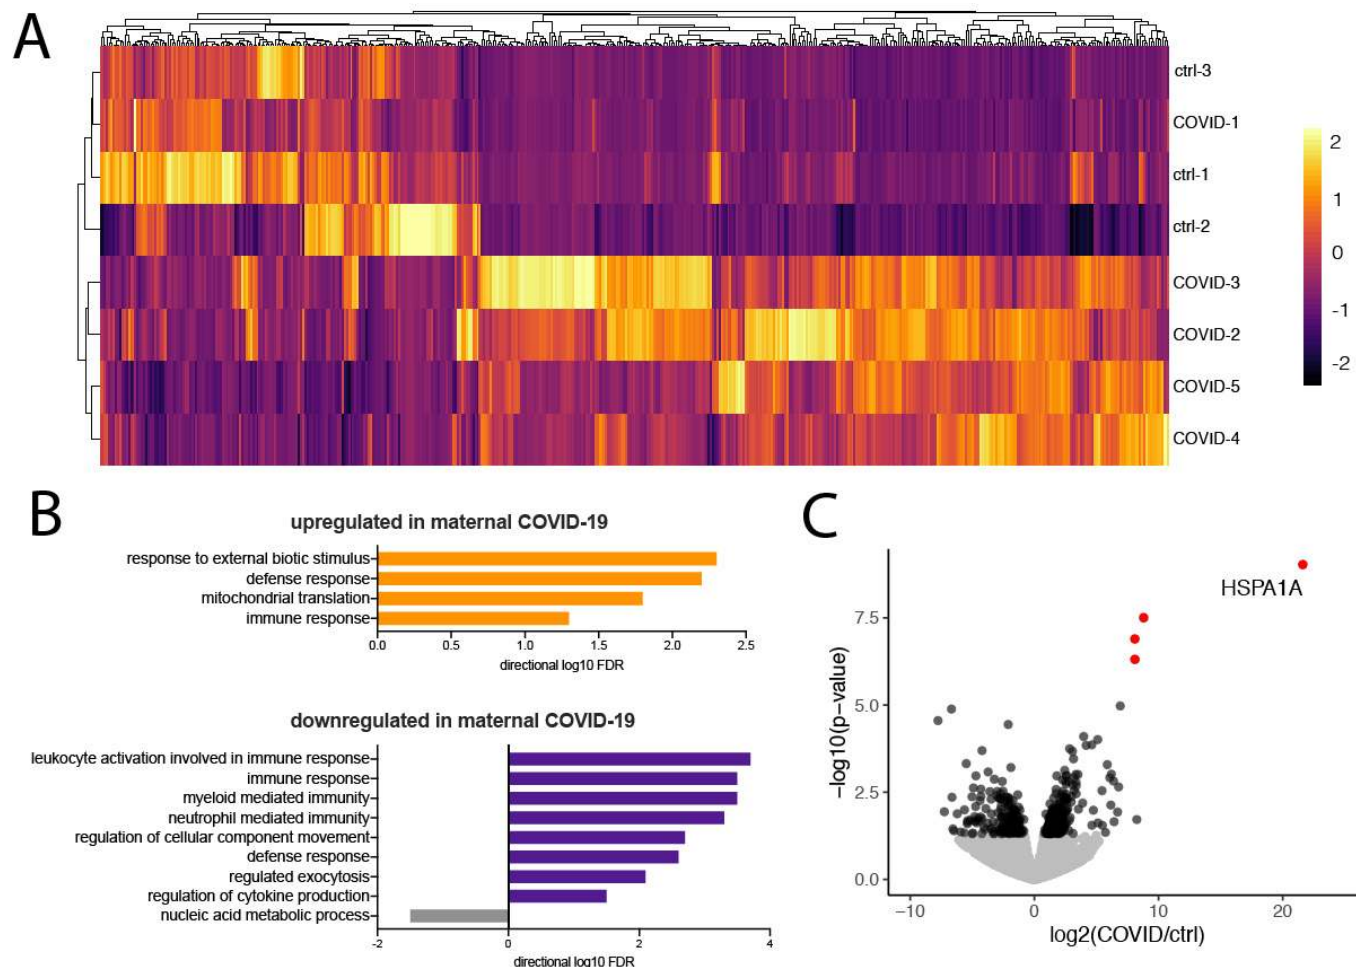 A
ctrl-3
COVID-1
ctrl-1
ctrl-2
COVID-3
COVID-2
COVID-5
COVID-4
2
1
0
-1
-2
B
upregulated in maternal COVID-19
response to external biotic stimulus
defense response
mitochondrial translation
immune response
0.0 0.5 1.0 1.5 2.0 2.5
directional log10 FDR
downregulated in maternal COVID-19
leukocyte activation involved in immune response
immune response
myeloid mediated immunity
neutrophil mediated immunity
regulation of cellular component movement
defense response
regulated exocytosis
regulation of cytokine production
nucleic acid metabolic process
-2 0 2 4
directional log10 FDR
C
HSPA1A
−log10(p−value)
7.5
5.0
2.5
0.0
−10 0 10 20
log2(COVID/ctrl)